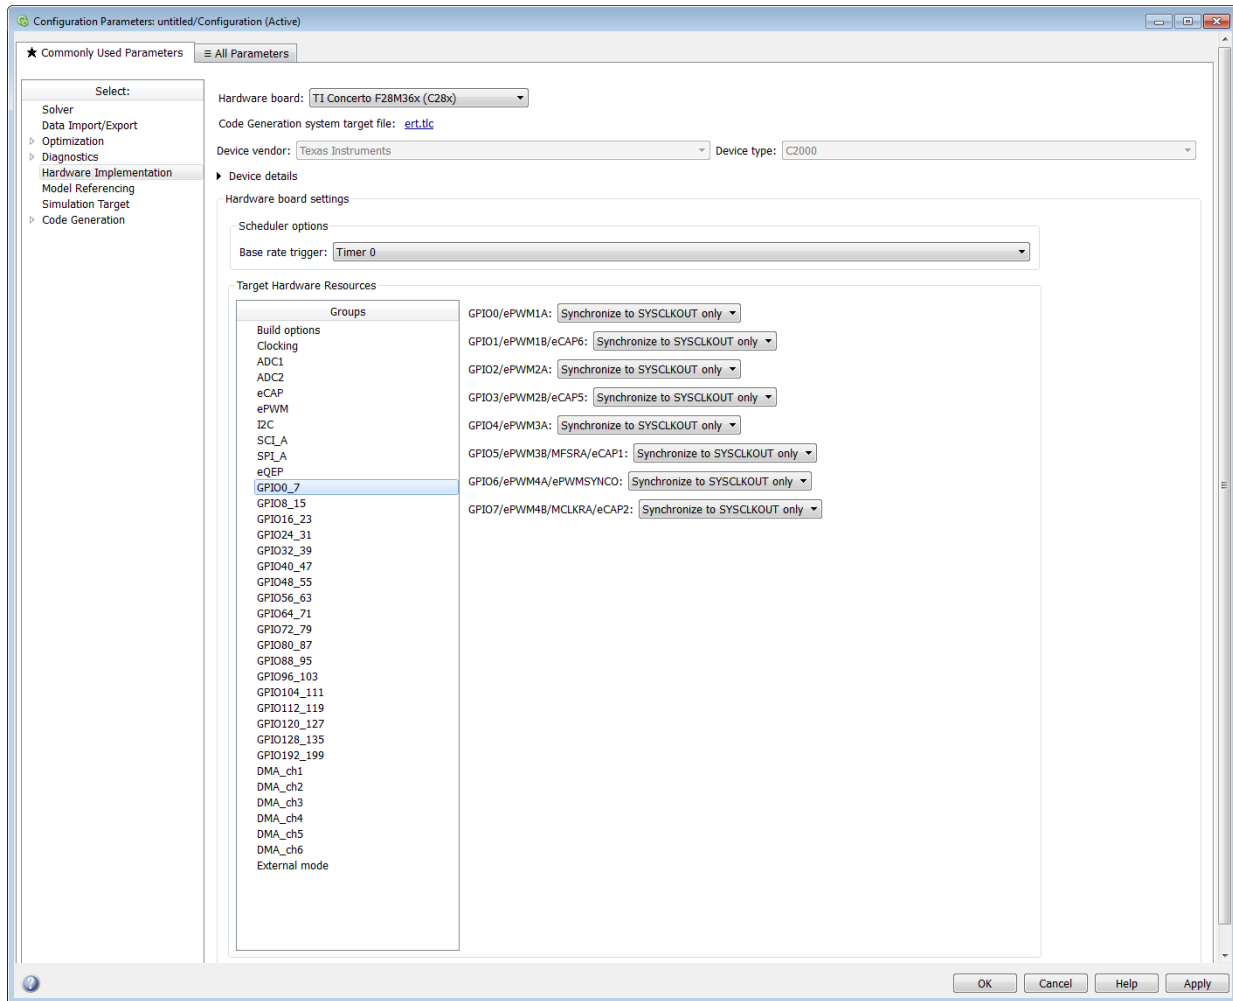 Configuration Parameters: untitled/Configuration (Active)
★ Commonly Used Parameters
≡ All Parameters
Select:
Solver
Data Import/Export
Optimization
Diagnostics
Hardware Implementation
Model Referencing
Simulation Target
Code Generation
Hardware board: TI Concerto F28M36x (C28x)
Code Generation system target file: ert.tlc
Device vendor: Texas Instruments Device type: C2000
Device details
Hardware board settings
Scheduler options
Base rate trigger: Timer 0
Target Hardware Resources
Groups
Build options
Clocking
ADC1
ADC2
eCAP
ePWM
I2C
SCI_A
SPI_A
eQEP
GPIO0_7
GPIO8_15
GPIO16_23
GPIO24_31
GPIO32_39
GPIO40_47
GPIO48_55
GPIO56_63
GPIO64_71
GPIO72_79
GPIO80_87
GPIO88_95
GPIO96_103
GPIO104_111
GPIO112_119
GPIO120_127
GPIO128_135
GPIO192_199
DMA_ch1
DMA_ch2
DMA_ch3
DMA_ch4
DMA_ch5
DMA_ch6
External mode
GPIO0/ePWM1A: Synchronize to SYSCLKOUT only
GPIO1/ePWM1B/eCAP6: Synchronize to SYSCLKOUT only
GPIO2/ePWM2A: Synchronize to SYSCLKOUT only
GPIO3/ePWM2B/eCAP5: Synchronize to SYSCLKOUT only
GPIO4/ePWM3A: Synchronize to SYSCLKOUT only
GPIO5/ePWM3B/MFSRA/eCAP1: Synchronize to SYSCLKOUT only
GPIO6/ePWM4A/ePWMSYNCO: Synchronize to SYSCLKOUT only
GPIO7/ePWM4B/MCLKRA/eCAP2: Synchronize to SYSCLKOUT only
OK
Cancel
Help
Apply